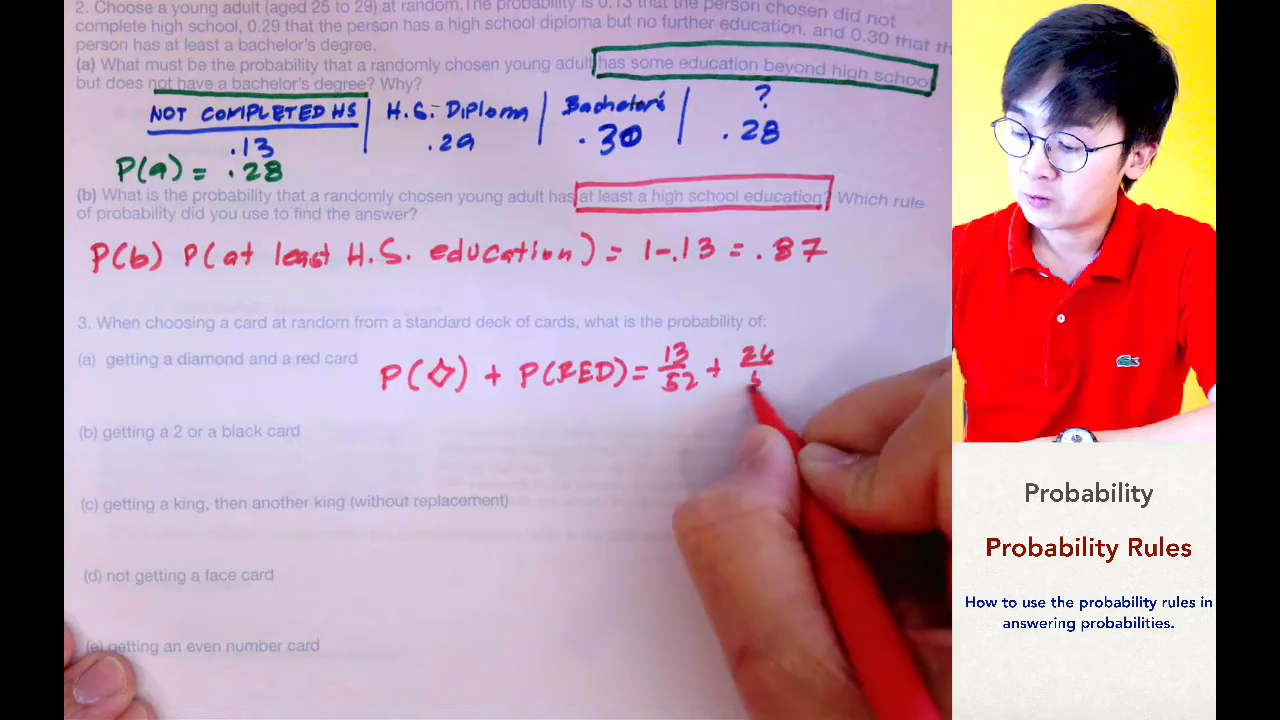 2. Choose a young adult (aged 25 to 29) at random. The probability is 0.13 that the person chosen did not
complete high school, 0.29 that the person has a high school diploma but no further education, and 0.30 that th
person has at least a bachelor's degree.
(a) What must be the probability that a randomly chosen young adult has some education beyond high school
but does not have a bachelor's degree? Why?
NOT COMPLETED HS H.S. Diploma Bachelor's ?
.13 .29 .30 .28
P(a) = .28
(b) What is the probability that a randomly chosen young adult has at least a high school education? Which rule
of probability did you use to find the answer?
P(b) P(at least H.S. education) = 1-.13 = .87
3. When choosing a card at random from a standard deck of cards, what is the probability of:
(a) getting a diamond and a red card
P(◇) + P(RED) = 13/52 + 26/5
(b) getting a 2 or a black card
(c) getting a king, then another king (without replacement)
(d) not getting a face card
(e) getting an even number card
Probability
Probability Rules
How to use the probability rules in
answering probabilities.